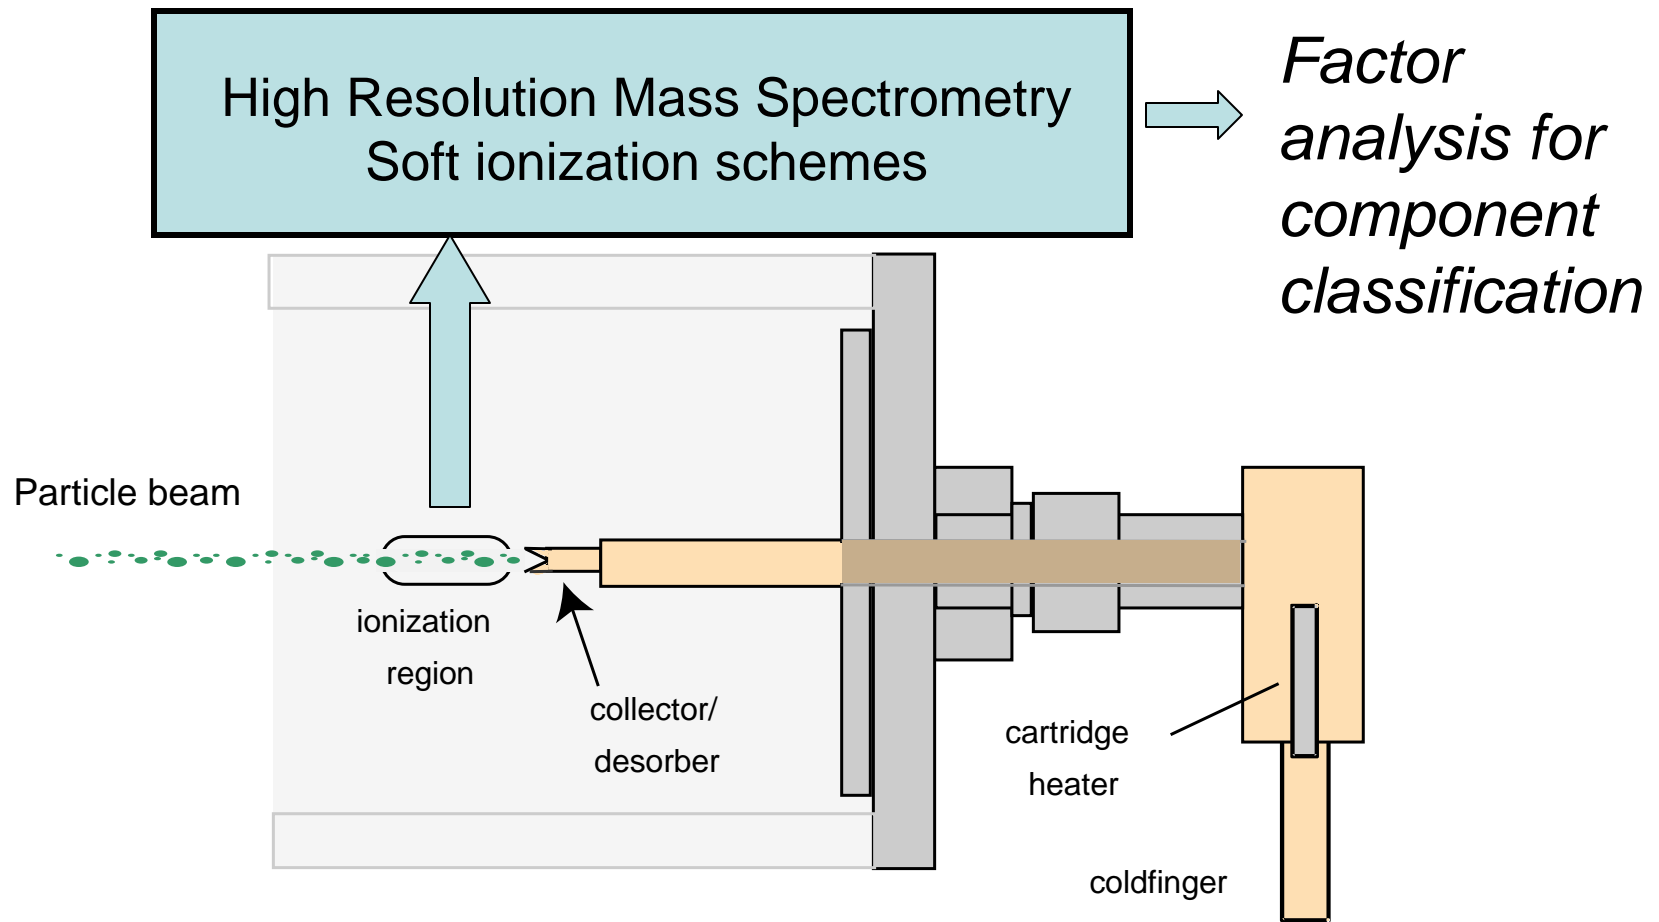 High Resolution Mass Spectrometry
Soft ionization schemes
Factor
analysis for
component
classification
Particle beam
ionization
region
collector/
desorber
cartridge
heater
coldfinger